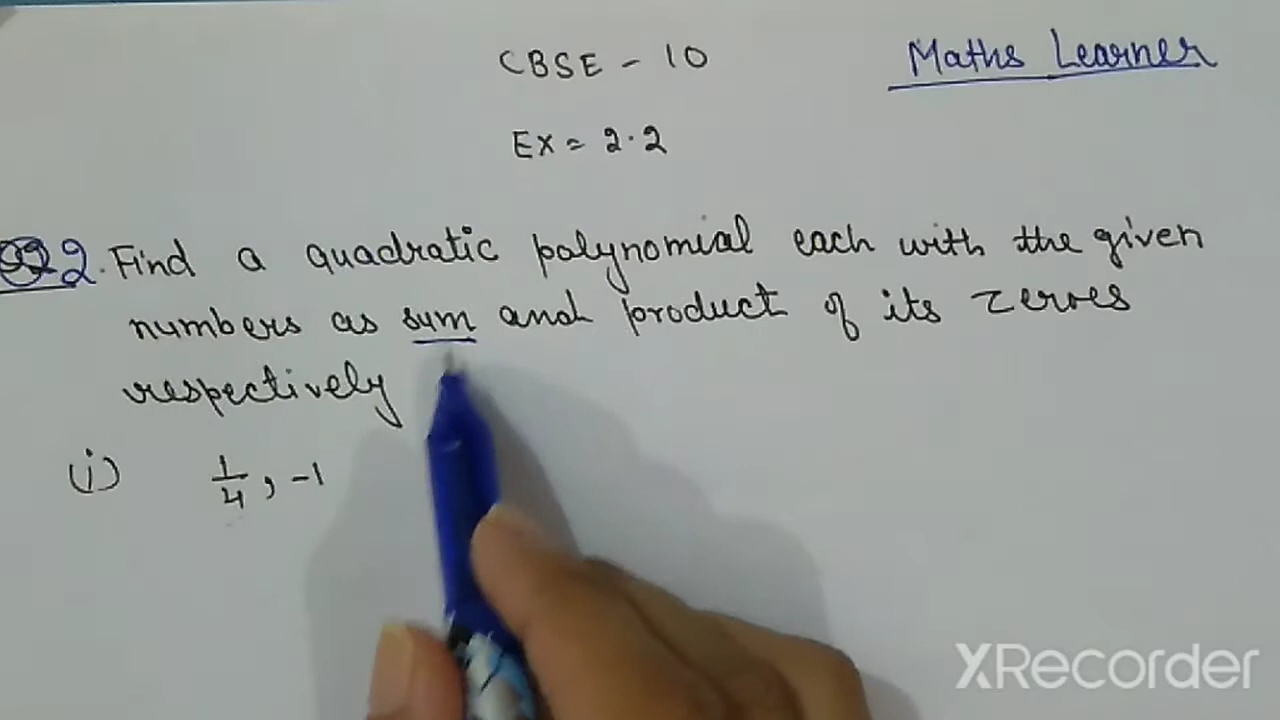 CBSE - 10
Maths Learner
EX = 2.2
2. Find a quadratic polynomial each with the given
numbers as sum and product of its zeroes
respectively
(i) 1/4, -1
XRecorder